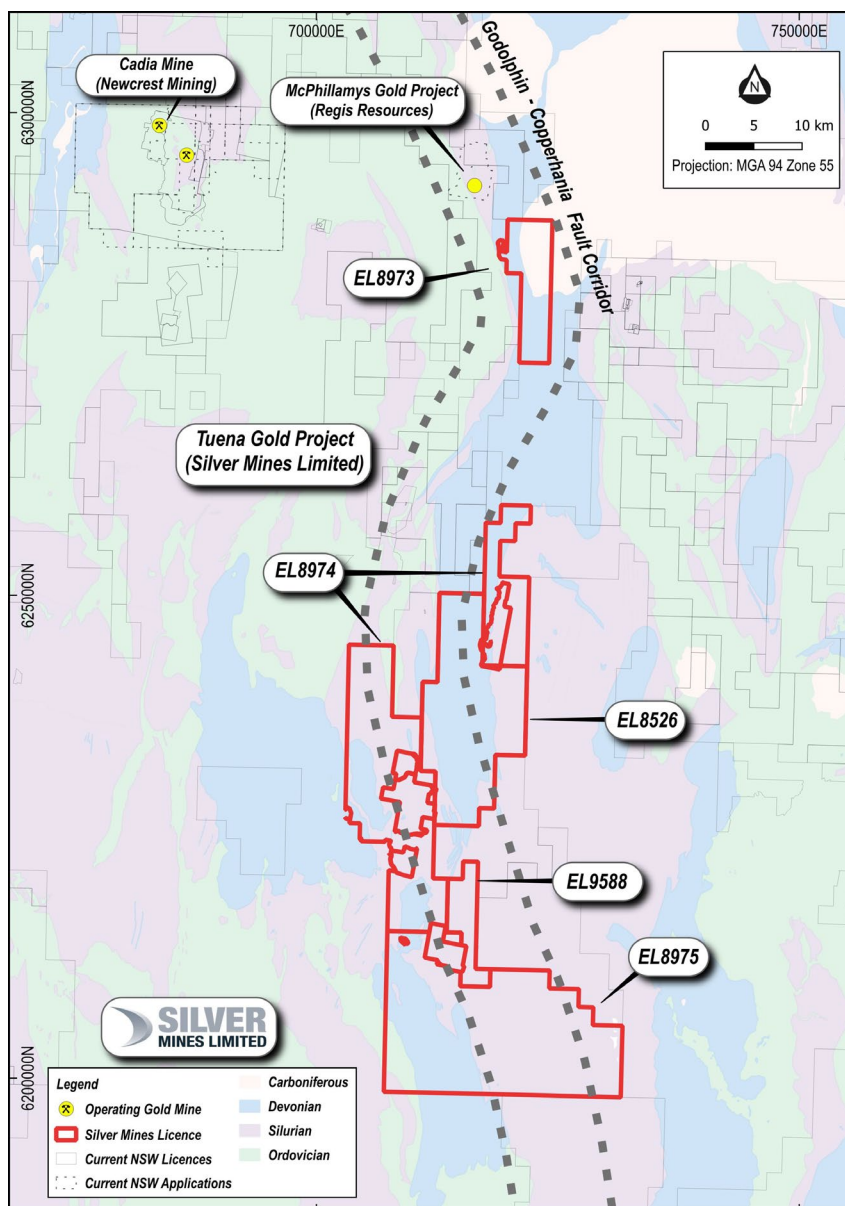 700000E
750000E
6300000N
6250000N
6200000N
Cadia Mine
(Newcrest Mining)
McPhillamys Gold Project
(Regis Resources)
Godolphin - Copperhania Fault Corridor
N
0 5 10 km
Projection: MGA 94 Zone 55
EL8973
Tuena Gold Project
(Silver Mines Limited)
EL8974
EL8526
EL9588
EL8975
SILVER
MINES LIMITED
Legend
Operating Gold Mine
Silver Mines Licence
Current NSW Licences
Current NSW Applications
Carboniferous
Devonian
Silurian
Ordovician